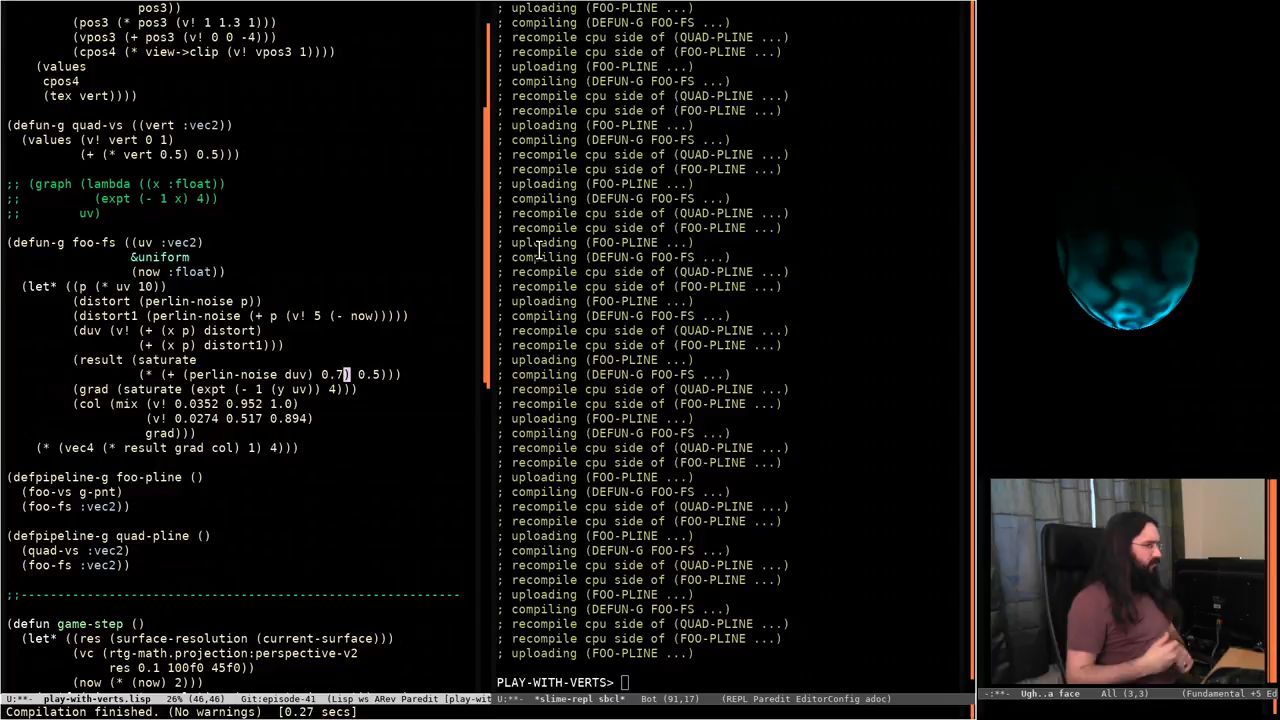 pos3))
(pos3 (* pos3 (v! 1 1.3 1)))
(vpos3 (+ pos3 (v! 0 0 -4)))
(cpos4 (* view->clip (v! vpos3 1))))
(values
cpos4
(tex vert))))
(defun-g quad-vs ((vert :vec2))
(values (v! vert 0 1)
(+ (* vert 0.5) 0.5)))
;; (graph (lambda ((x :float))
;;          (expt (- 1 x) 4))
;;        uv)
(defun-g foo-fs ((uv :vec2)
&uniform
(now :float))
(let* ((p (* uv 10))
(distort (perlin-noise p))
(distort1 (perlin-noise (+ p (v! 5 (- now)))))
(duv (v! (+ (x p) distort)
(+ (x p) distort1)))
(result (saturate
(* (+ (perlin-noise duv) 0.7) 0.5)))
(grad (saturate (expt (- 1 (y uv)) 4)))
(col (mix (v! 0.0352 0.952 1.0)
(v! 0.0274 0.517 0.894)
grad)))
(* (vec4 (* result grad col) 1) 4)))
(defpipeline-g foo-pline ()
(foo-vs g-pnt)
(foo-fs :vec2))
(defpipeline-g quad-pline ()
(quad-vs :vec2)
(foo-fs :vec2))
;;------------------------------------------------------------
(defun game-step ()
(let* ((res (surface-resolution (current-surface)))
(vc (rtg-math.projection:perspective-v2
res 0.1 100f0 45f0))
(now (* (now) 2)))
U:**-  play-with-verts.lisp   26% (46,46)   Git:episode-41  (Lisp ws ARev Paredit [play-wit
Compilation finished. (No warnings)  [0.27 secs]
; uploading (FOO-PLINE ...)
; compiling (DEFUN-G FOO-FS ...)
; recompile cpu side of (QUAD-PLINE ...)
; recompile cpu side of (FOO-PLINE ...)
; uploading (FOO-PLINE ...)
; compiling (DEFUN-G FOO-FS ...)
; recompile cpu side of (QUAD-PLINE ...)
; recompile cpu side of (FOO-PLINE ...)
; uploading (FOO-PLINE ...)
; compiling (DEFUN-G FOO-FS ...)
; recompile cpu side of (QUAD-PLINE ...)
; recompile cpu side of (FOO-PLINE ...)
; uploading (FOO-PLINE ...)
; compiling (DEFUN-G FOO-FS ...)
; recompile cpu side of (QUAD-PLINE ...)
; recompile cpu side of (FOO-PLINE ...)
; uploading (FOO-PLINE ...)
; compiling (DEFUN-G FOO-FS ...)
; recompile cpu side of (QUAD-PLINE ...)
; recompile cpu side of (FOO-PLINE ...)
; uploading (FOO-PLINE ...)
; compiling (DEFUN-G FOO-FS ...)
; recompile cpu side of (QUAD-PLINE ...)
; recompile cpu side of (FOO-PLINE ...)
; uploading (FOO-PLINE ...)
; compiling (DEFUN-G FOO-FS ...)
; recompile cpu side of (QUAD-PLINE ...)
; recompile cpu side of (FOO-PLINE ...)
; uploading (FOO-PLINE ...)
; compiling (DEFUN-G FOO-FS ...)
; recompile cpu side of (QUAD-PLINE ...)
; recompile cpu side of (FOO-PLINE ...)
; uploading (FOO-PLINE ...)
; compiling (DEFUN-G FOO-FS ...)
; recompile cpu side of (QUAD-PLINE ...)
; recompile cpu side of (FOO-PLINE ...)
; uploading (FOO-PLINE ...)
; compiling (DEFUN-G FOO-FS ...)
; recompile cpu side of (QUAD-PLINE ...)
; recompile cpu side of (FOO-PLINE ...)
; uploading (FOO-PLINE ...)
; compiling (DEFUN-G FOO-FS ...)
; recompile cpu side of (QUAD-PLINE ...)
; recompile cpu side of (FOO-PLINE ...)
; uploading (FOO-PLINE ...)
PLAY-WITH-VERTS>
U:**-  *slime-repl sbcl*   Bot (91,17)    (REPL Paredit EditorConfig adoc)
-:**-  Ugh..a face    All (3,3)    (Fundamental +5 Ed